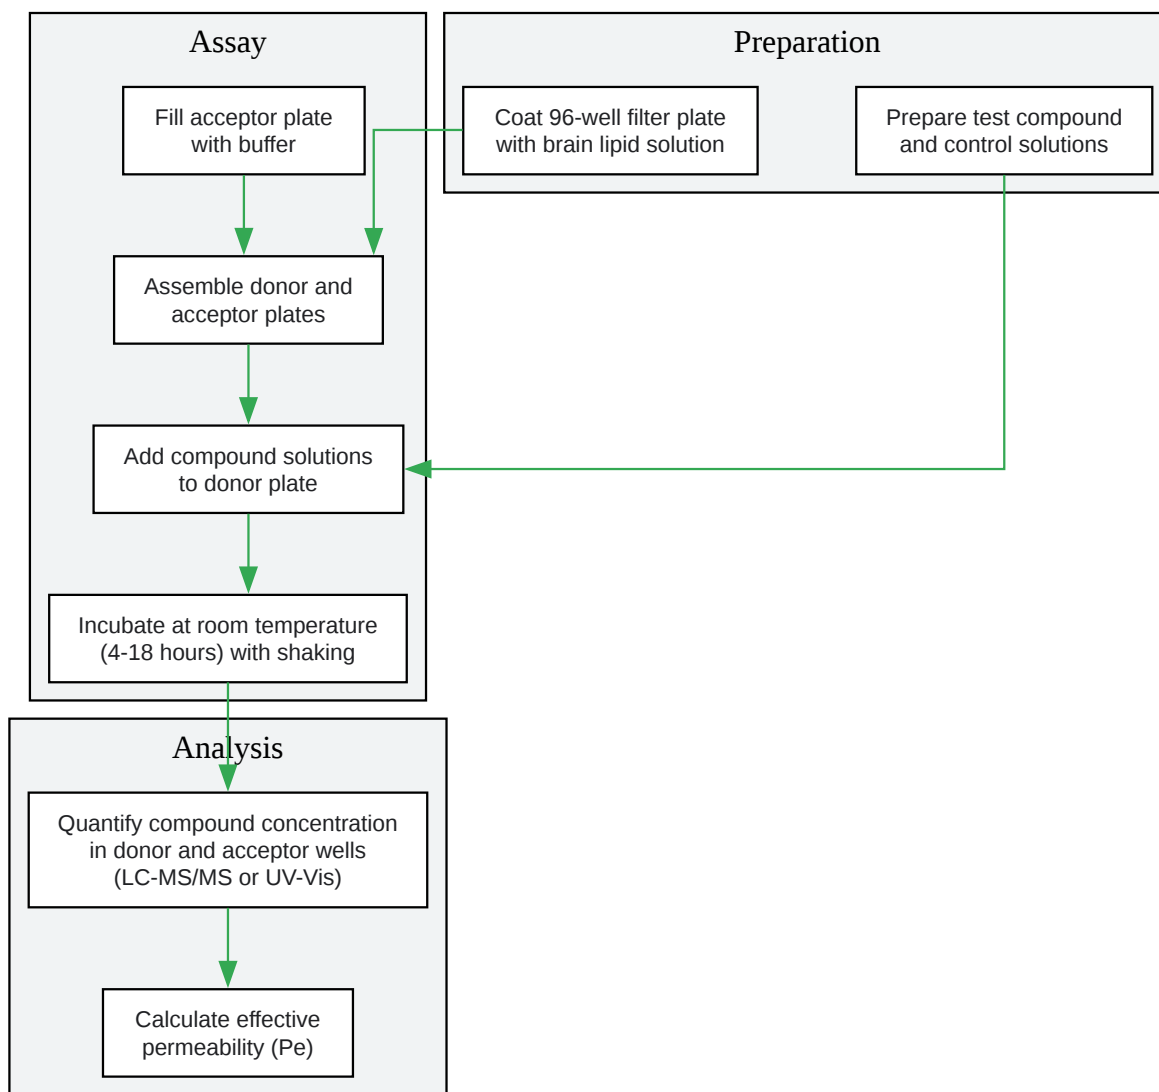 Assay
Fill acceptor plate
with buffer
Assemble donor and
acceptor plates
Add compound solutions
to donor plate
Incubate at room temperature
(4-18 hours) with shaking
Preparation
Coat 96-well filter plate
with brain lipid solution
Prepare test compound
and control solutions
Analysis
Quantify compound concentration
in donor and acceptor wells
(LC-MS/MS or UV-Vis)
Calculate effective
permeability (Pe)